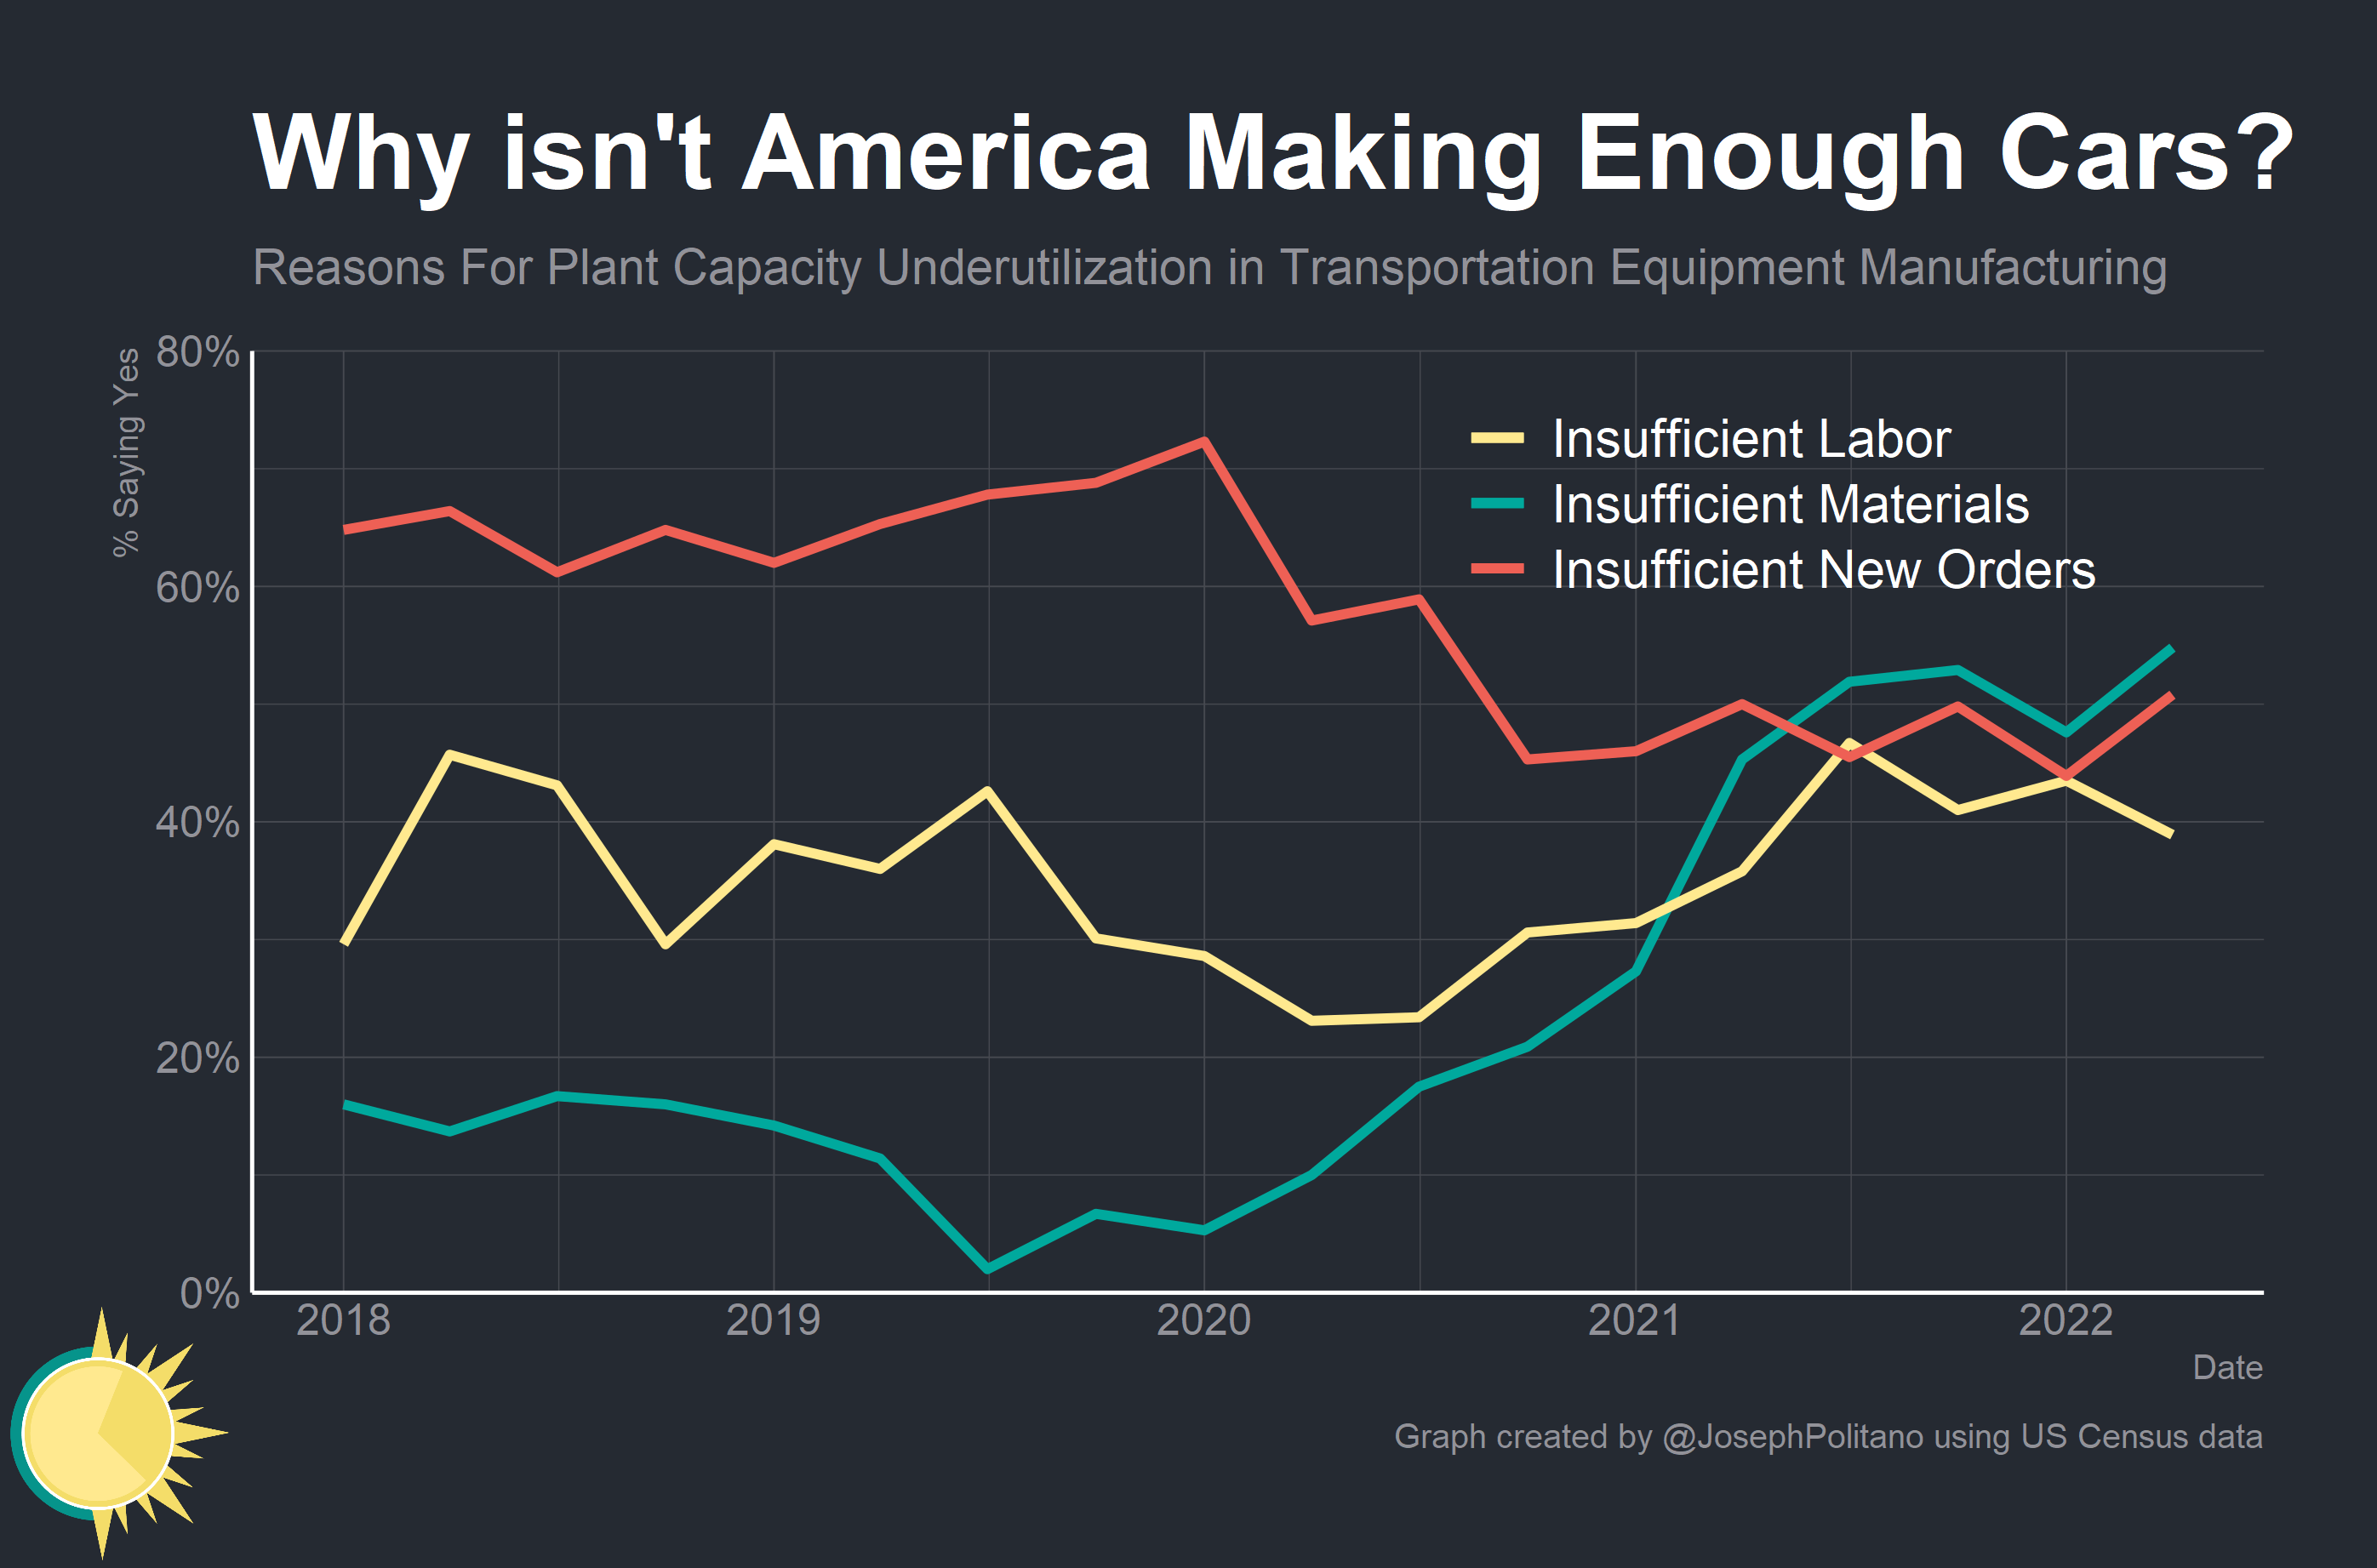 Why isn't America Making Enough Cars?
Reasons For Plant Capacity Underutilization in Transportation Equipment Manufacturing
% Saying Yes
80%
60%
40%
20%
0%
Insufficient Labor
Insufficient Materials
Insufficient New Orders
2018 2019 2020 2021 2022
Date
Graph created by @JosephPolitano using US Census data